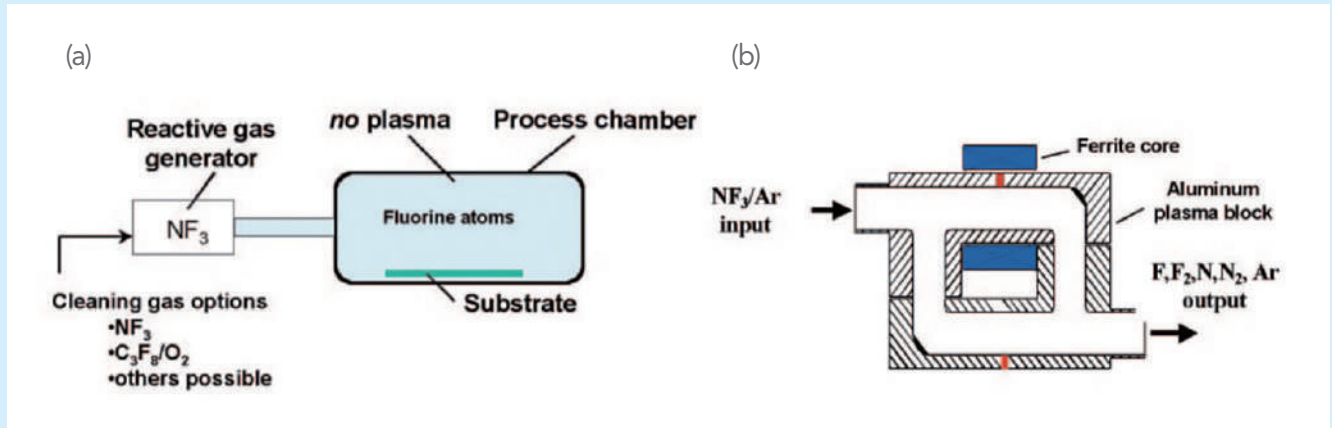 (a)
Reactive gas
generator
no plasma
Process chamber
NF₃
Fluorine atoms
Substrate
Cleaning gas options
•NF₃
•C₃F₈/O₂
•others possible
(b)
Ferrite core
NF₃/Ar
input
Aluminum
plasma block
F,F₂,N,N₂, Ar
output